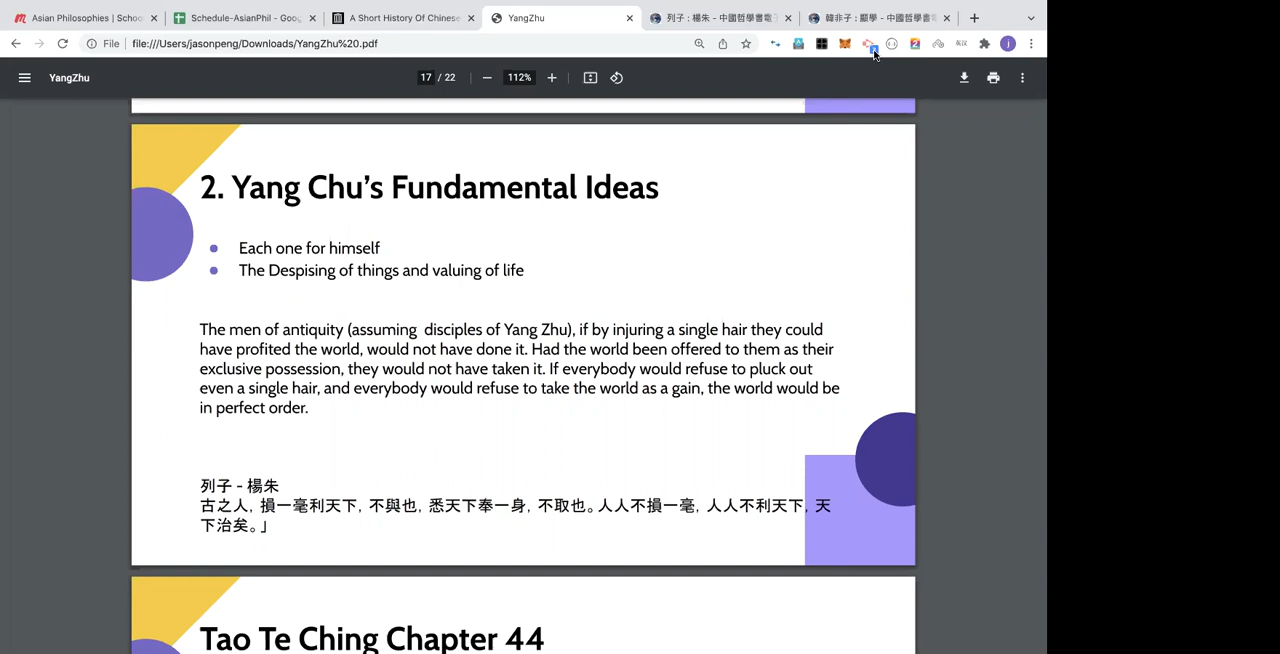 Asian Philosophies | Schoo
Schedule-AsianPhil - Goog
A Short History Of Chinese
YangZhu
列子 : 楊朱 - 中國哲學書電子
韓非子 : 顯學 - 中國哲學書電
File
file:///Users/jasonpeng/Downloads/YangZhu%20.pdf
YangZhu
17 / 22
112%
2. Yang Chu's Fundamental Ideas
Each one for himself
The Despising of things and valuing of life
The men of antiquity (assuming disciples of Yang Zhu), if by injuring a single hair they could
have profited the world, would not have done it. Had the world been offered to them as their
exclusive possession, they would not have taken it. If everybody would refuse to pluck out
even a single hair, and everybody would refuse to take the world as a gain, the world would be
in perfect order.
列子 - 楊朱
古之人，損一毫利天下，不與也，悉天下奉一身，不取也。人人不損一毫，人人不利天下，天
下治矣。」
Tao Te Ching Chapter 44